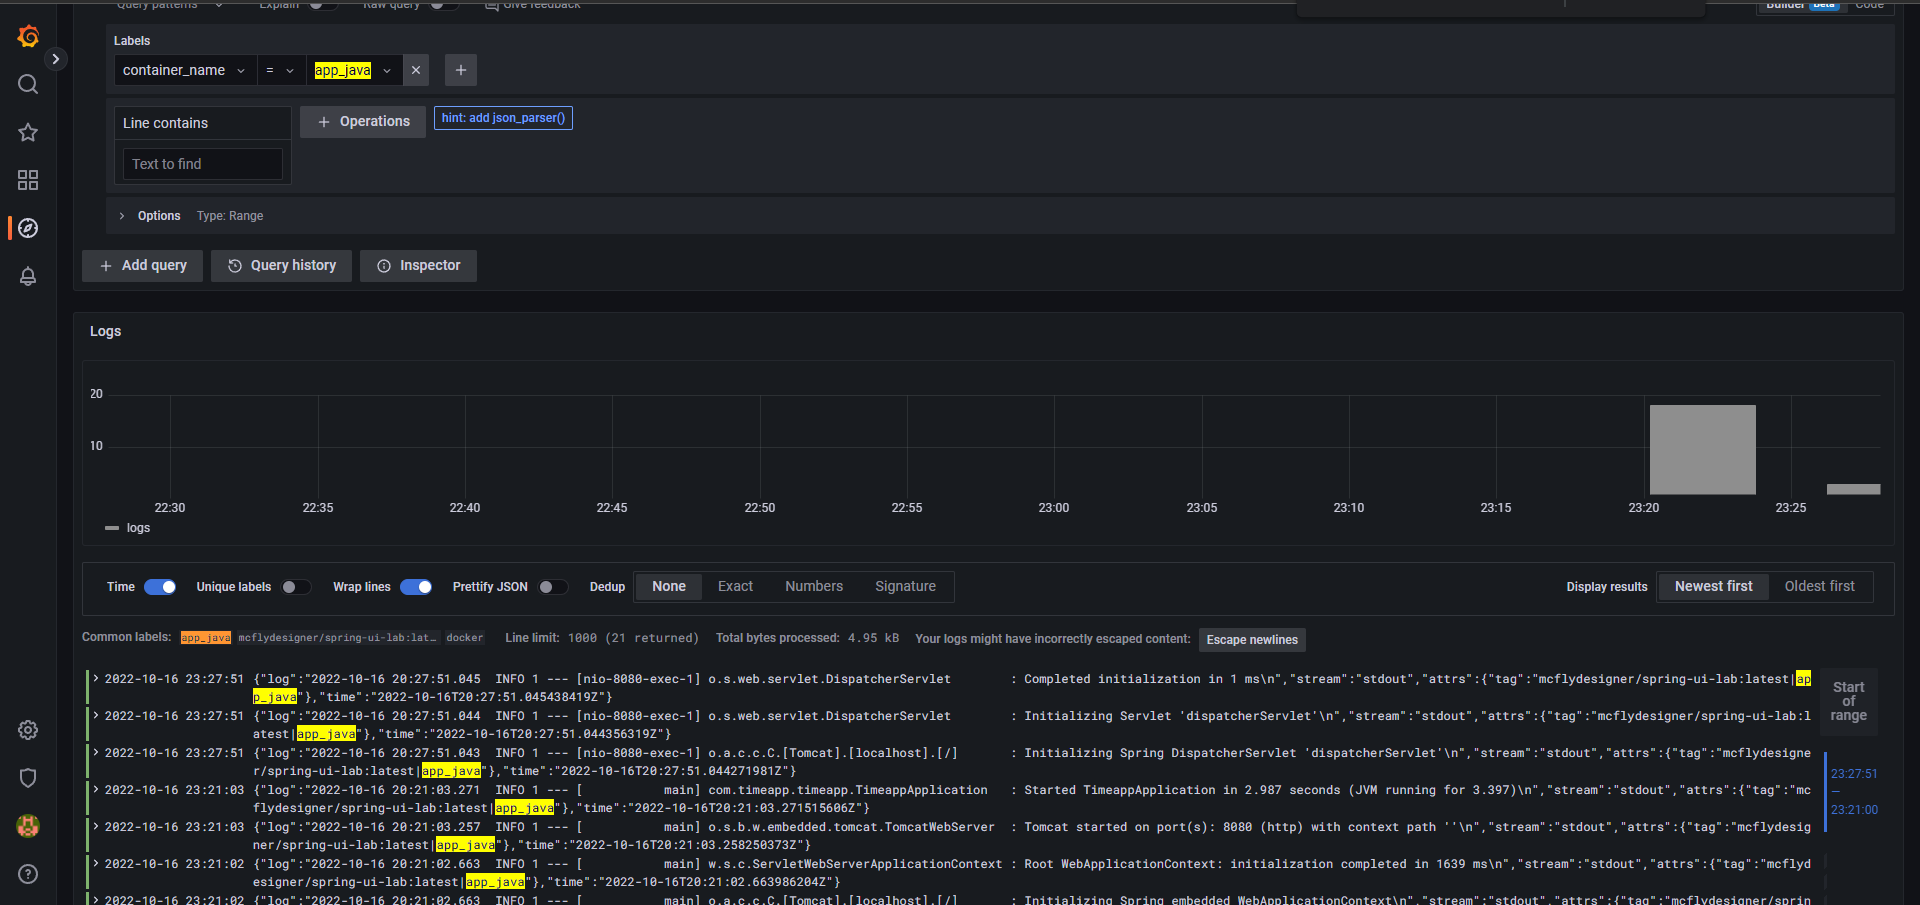 Query patterns Explain Raw query Give feedback Builder Beta Code
Labels
container_name = app_java
Line contains
Text to find
Operations
hint: add json_parser()
Options Type: Range
Add query Query history Inspector
Logs
20
10
22:30 22:35 22:40 22:45 22:50 22:55 23:00 23:05 23:10 23:15 23:20 23:25
logs
Time Unique labels Wrap lines Prettify JSON Dedup None Exact Numbers Signature Display results Newest first Oldest first
Common labels: app_java mcflydesigner/spring-ui-lab:lat… docker Line limit: 1000 (21 returned) Total bytes processed: 4.95 kB Your logs might have incorrectly escaped content: Escape newlines
2022-10-16 23:27:51 {"log":"2022-10-16 20:27:51.045 INFO 1 --- [nio-8080-exec-1] o.s.web.servlet.DispatcherServlet : Completed initialization in 1 ms\n","stream":"stdout","attrs":{"tag":"mcflydesigner/spring-ui-lab:latest|ap
p_java"},"time":"2022-10-16T20:27:51.045438419Z"}
2022-10-16 23:27:51 {"log":"2022-10-16 20:27:51.044 INFO 1 --- [nio-8080-exec-1] o.s.web.servlet.DispatcherServlet : Initializing Servlet 'dispatcherServlet'\n","stream":"stdout","attrs":{"tag":"mcflydesigner/spring-ui-lab:l
atest|app_java"},"time":"2022-10-16T20:27:51.044356319Z"}
2022-10-16 23:27:51 {"log":"2022-10-16 20:27:51.043 INFO 1 --- [nio-8080-exec-1] o.a.c.c.C.[Tomcat].[localhost].[/] : Initializing Spring DispatcherServlet 'dispatcherServlet'\n","stream":"stdout","attrs":{"tag":"mcflydesigne
r/spring-ui-lab:latest|app_java"},"time":"2022-10-16T20:27:51.044271981Z"}
2022-10-16 23:21:03 {"log":"2022-10-16 20:21:03.271 INFO 1 --- [ main] com.timeapp.timeapp.TimeappApplication : Started TimeappApplication in 2.987 seconds (JVM running for 3.397)\n","stream":"stdout","attrs":{"tag":"mc
flydesigner/spring-ui-lab:latest|app_java"},"time":"2022-10-16T20:21:03.271515606Z"}
2022-10-16 23:21:03 {"log":"2022-10-16 20:21:03.257 INFO 1 --- [ main] o.s.b.w.embedded.tomcat.TomcatWebServer : Tomcat started on port(s): 8080 (http) with context path ''\n","stream":"stdout","attrs":{"tag":"mcflydesig
ner/spring-ui-lab:latest|app_java"},"time":"2022-10-16T20:21:03.258250373Z"}
2022-10-16 23:21:02 {"log":"2022-10-16 20:21:02.663 INFO 1 --- [ main] w.s.c.ServletWebServerApplicationContext : Root WebApplicationContext: initialization completed in 1639 ms\n","stream":"stdout","attrs":{"tag":"mcflyd
esigner/spring-ui-lab:latest|app_java"},"time":"2022-10-16T20:21:02.663986204Z"}
2022-10-16 23:21:02 {"log":"2022-10-16 20:21:02.663 INFO 1 --- [ main] o.a.c.c.C.[Tomcat].[localhost].[/] : Initializing Spring embedded WebApplicationContext\n","stream":"stdout","attrs":{"tag":"mcflydesigner/sprin
Start
of
range
23:27:51
—
23:21:00